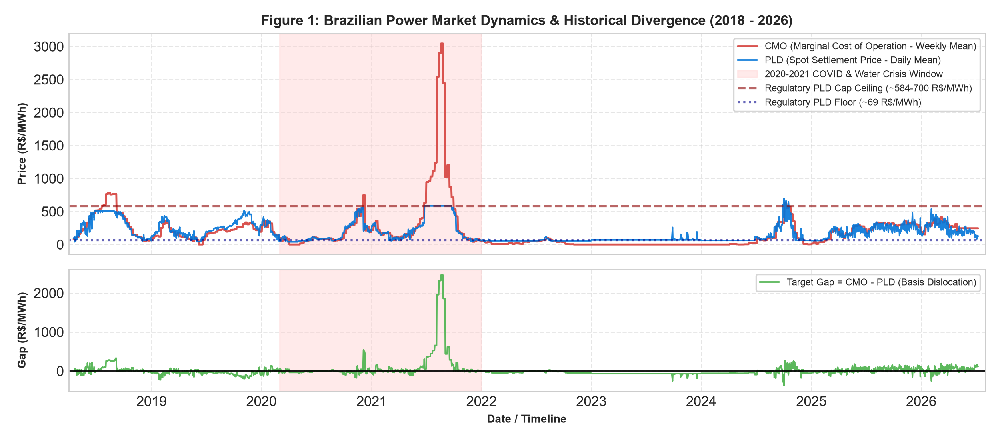 Figure 1: Brazilian Power Market Dynamics & Historical Divergence (2018 - 2026)
Price (R$/MWh)
3000
2500
2000
1500
1000
500
0
CMO (Marginal Cost of Operation - Weekly Mean)
PLD (Spot Settlement Price - Daily Mean)
2020-2021 COVID & Water Crisis Window
Regulatory PLD Cap Ceiling (~584-700 R$/MWh)
Regulatory PLD Floor (~69 R$/MWh)
Gap (R$/MWh)
2000
1000
0
Target Gap = CMO - PLD (Basis Dislocation)
2019 2020 2021 2022 2023 2024 2025 2026
Date / Timeline